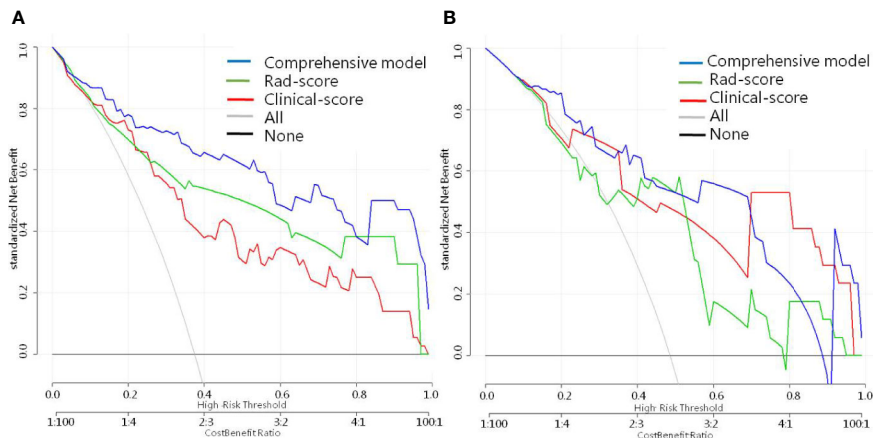 A
B
Comprehensive model
Rad-score
Clinical-score
All
None
Comprehensive model
Rad-score
Clinical-score
All
None
standardized Net Benefit
1.0
0.8
0.6
0.4
0.2
0.0
standardized Net Benefit
1.0
0.8
0.6
0.4
0.2
0.0
0.0 0.2 0.4 0.6 0.8 1.0
High-Risk Threshold
1:100 1:4 2:3 3:2 4:1 100:1
CostBenefit Ratio
0.0 0.2 0.4 0.6 0.8 1.0
High-Risk Threshold
1:100 1:4 2:3 3:2 4:1 100:1
CostBenefit Ratio